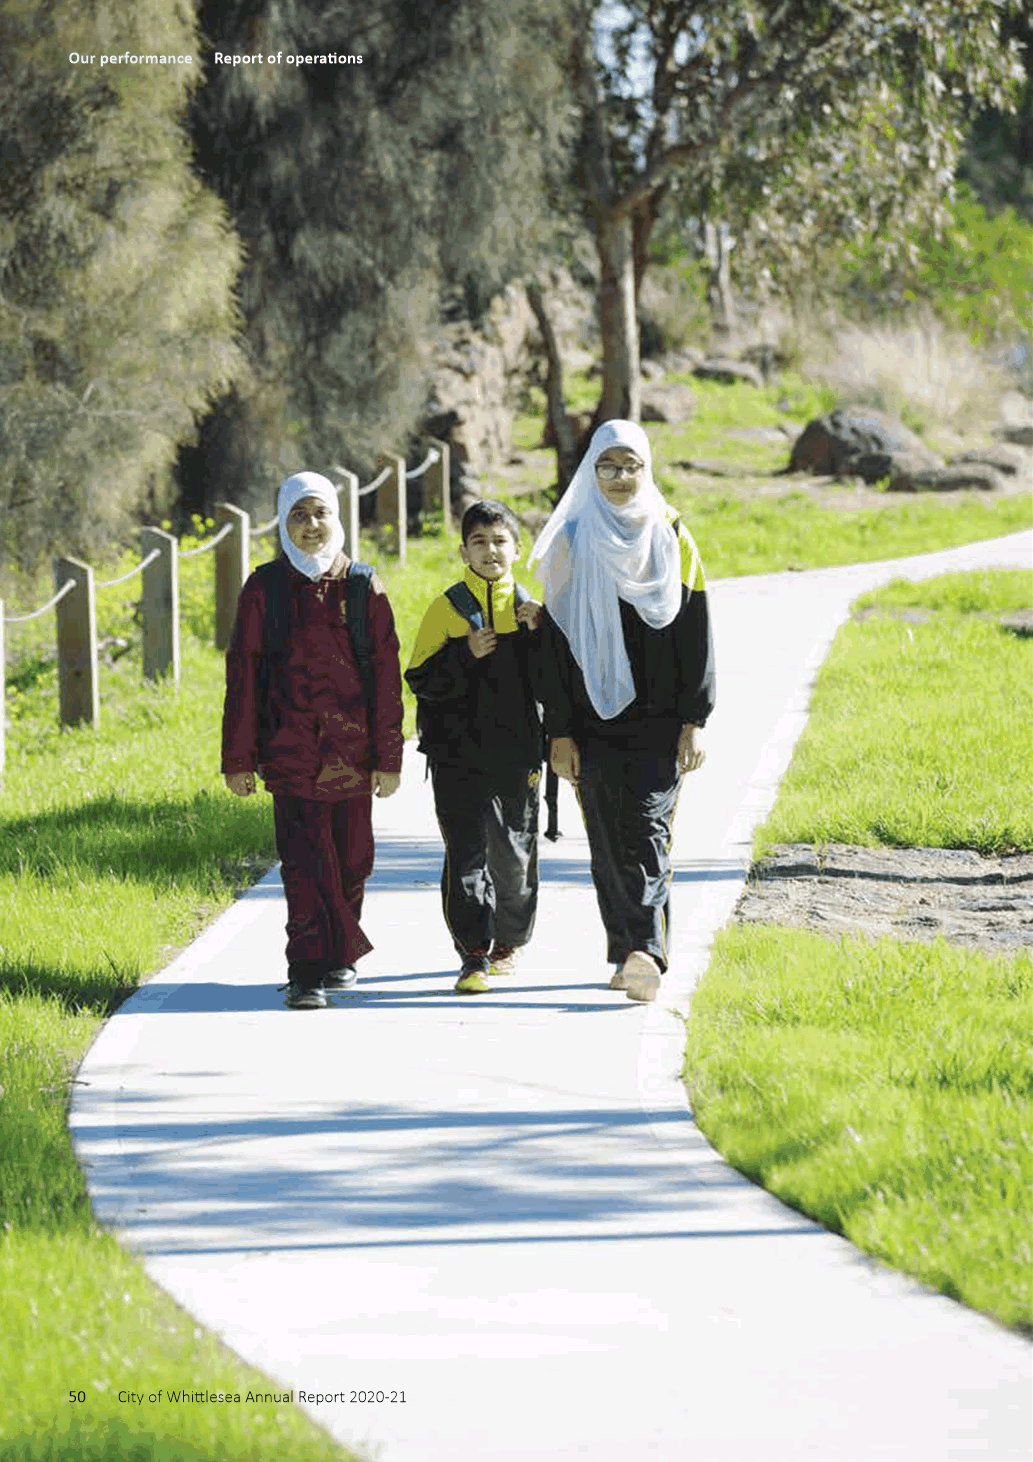 Our performance Report of operations
50 City of Whittlesea Annual Report 2020-21